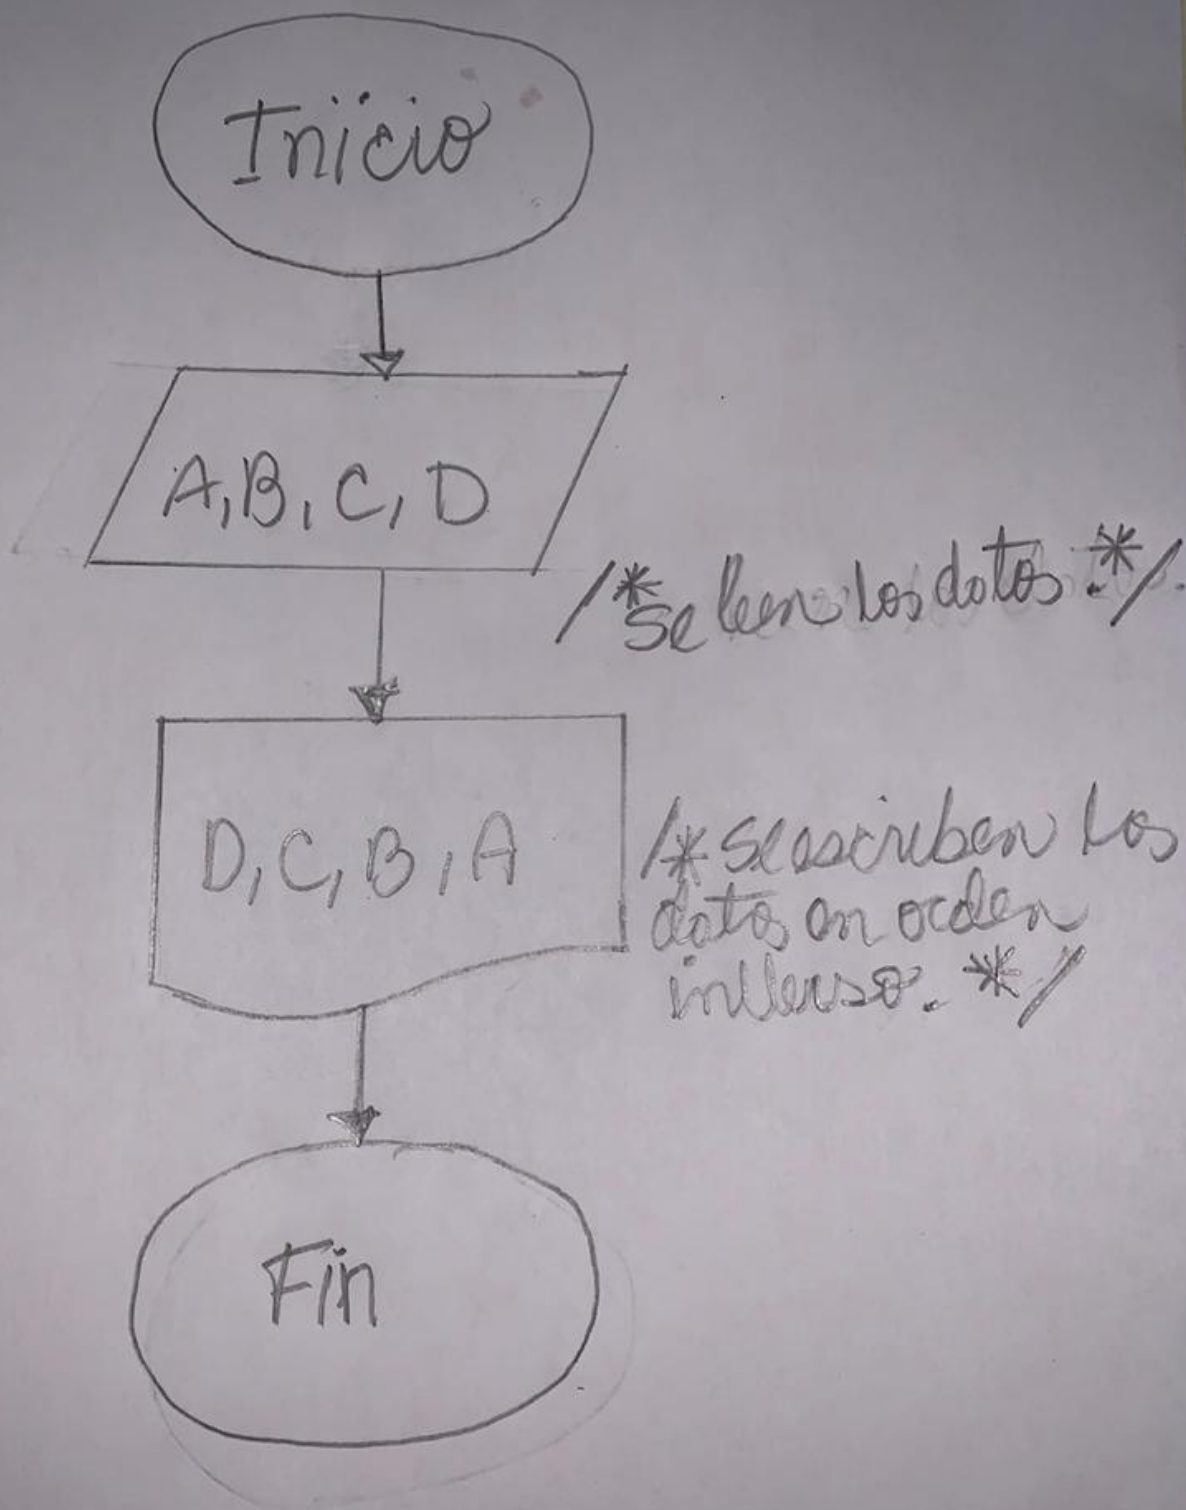 Inicio
A, B, C, D
/* se leen los datos. */.
D, C, B, A
/* se escriben los
datos en orden
inverso. */
Fin